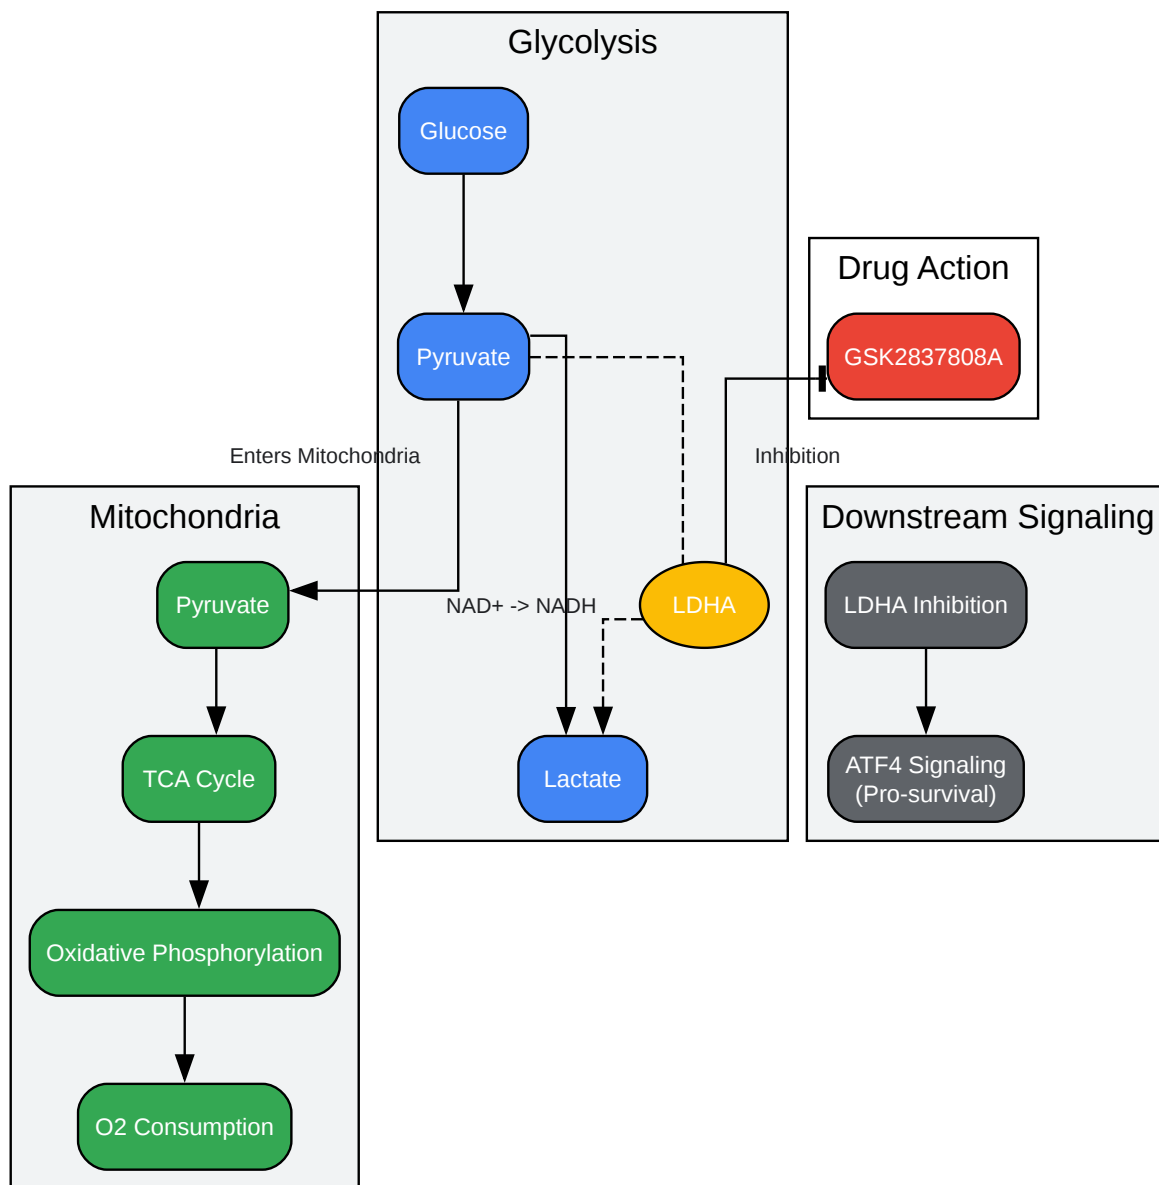 Glycolysis
Glucose
Pyruvate
Drug Action
GSK2837808A
Enters Mitochondria
Inhibition
Mitochondria
Pyruvate
TCA Cycle
Oxidative Phosphorylation
O2 Consumption
NAD+ -> NADH
LDHA
Lactate
Downstream Signaling
LDHA Inhibition
ATF4 Signaling
(Pro-survival)